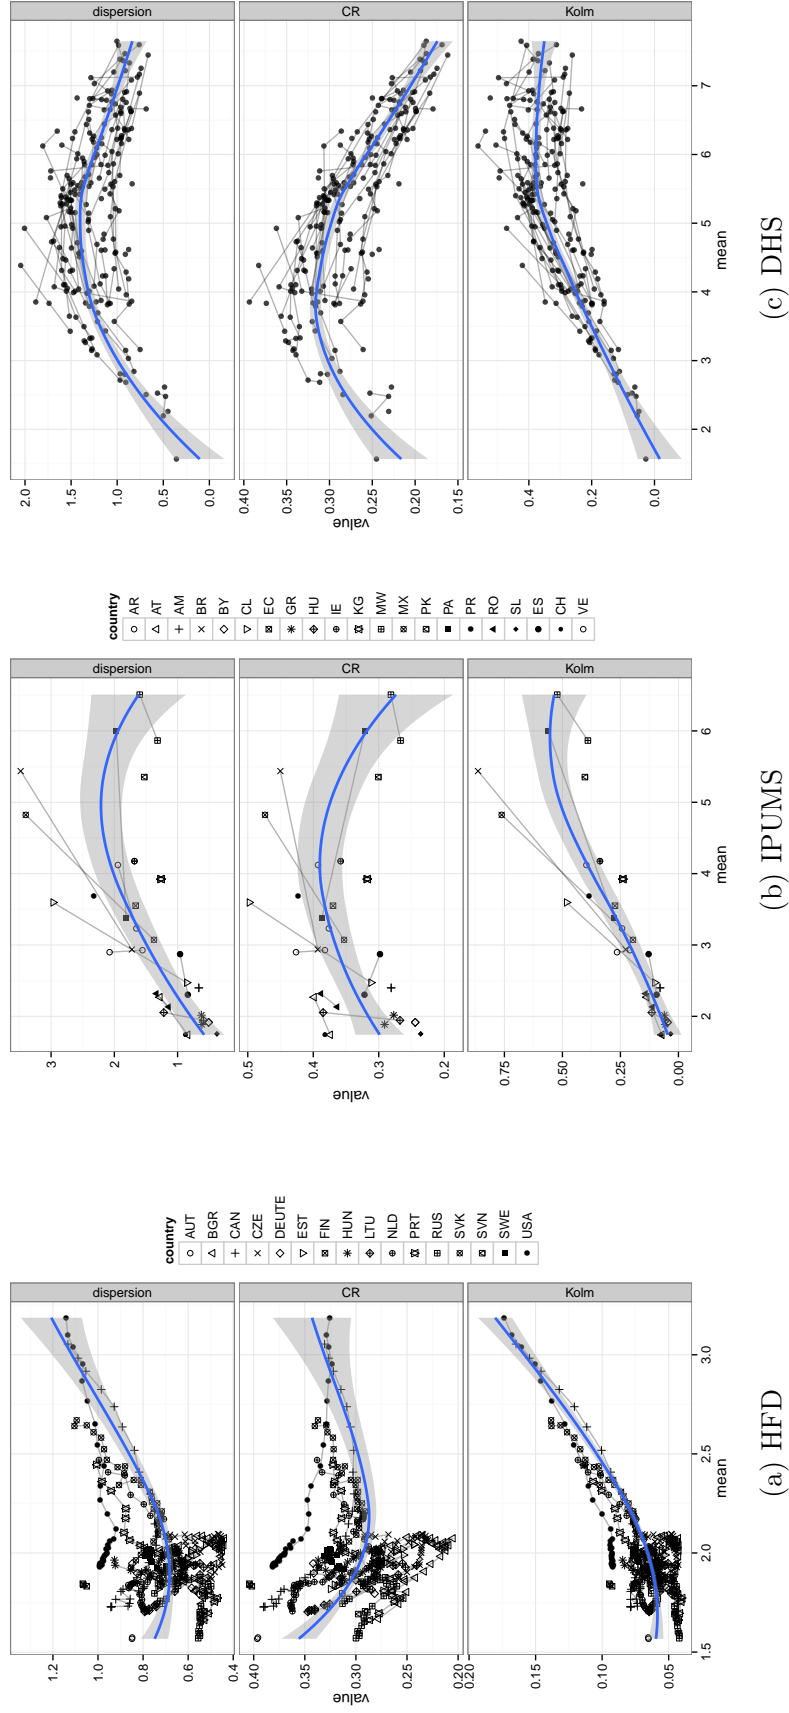 1.2
1.0
0.8
0.6
0.4
dispersion
0.40
0.35
0.30
0.25
0.20
CR
0.20
0.15
0.10
0.05
Kolm
value
1.5 2.0 2.5 3.0
mean
country
AUT
BGR
CAN
CZE
DEUTE
EST
FIN
HUN
LTU
NLD
PRT
RUS
SVK
SVN
SWE
USA
(a) HFD
3
2
1
dispersion
0.5
0.4
0.3
0.2
CR
0.75
0.50
0.25
0.00
Kolm
value
2 3 4 5 6
mean
country
AR
AT
AM
BR
BY
CL
EC
GR
HU
IE
KG
MW
MX
PK
PA
PR
RO
SL
ES
CH
VE
(b) IPUMS
2.0
1.5
1.0
0.5
0.0
dispersion
0.40
0.35
0.30
0.25
0.20
0.15
CR
0.4
0.2
0.0
Kolm
value
2 3 4 5 6 7
mean
(c) DHS